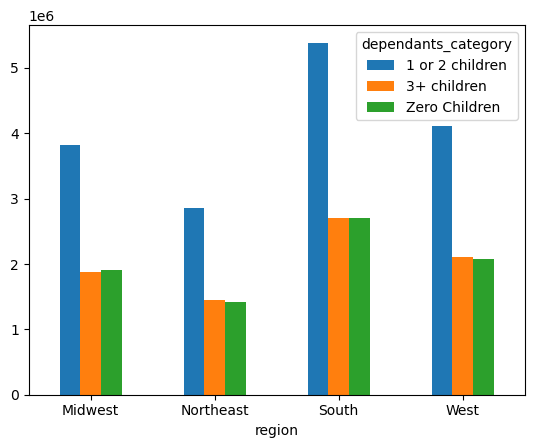 1e6
dependants_category
1 or 2 children
3+ children
Zero Children
5
4
3
2
1
0
Midwest Northeast South West
region